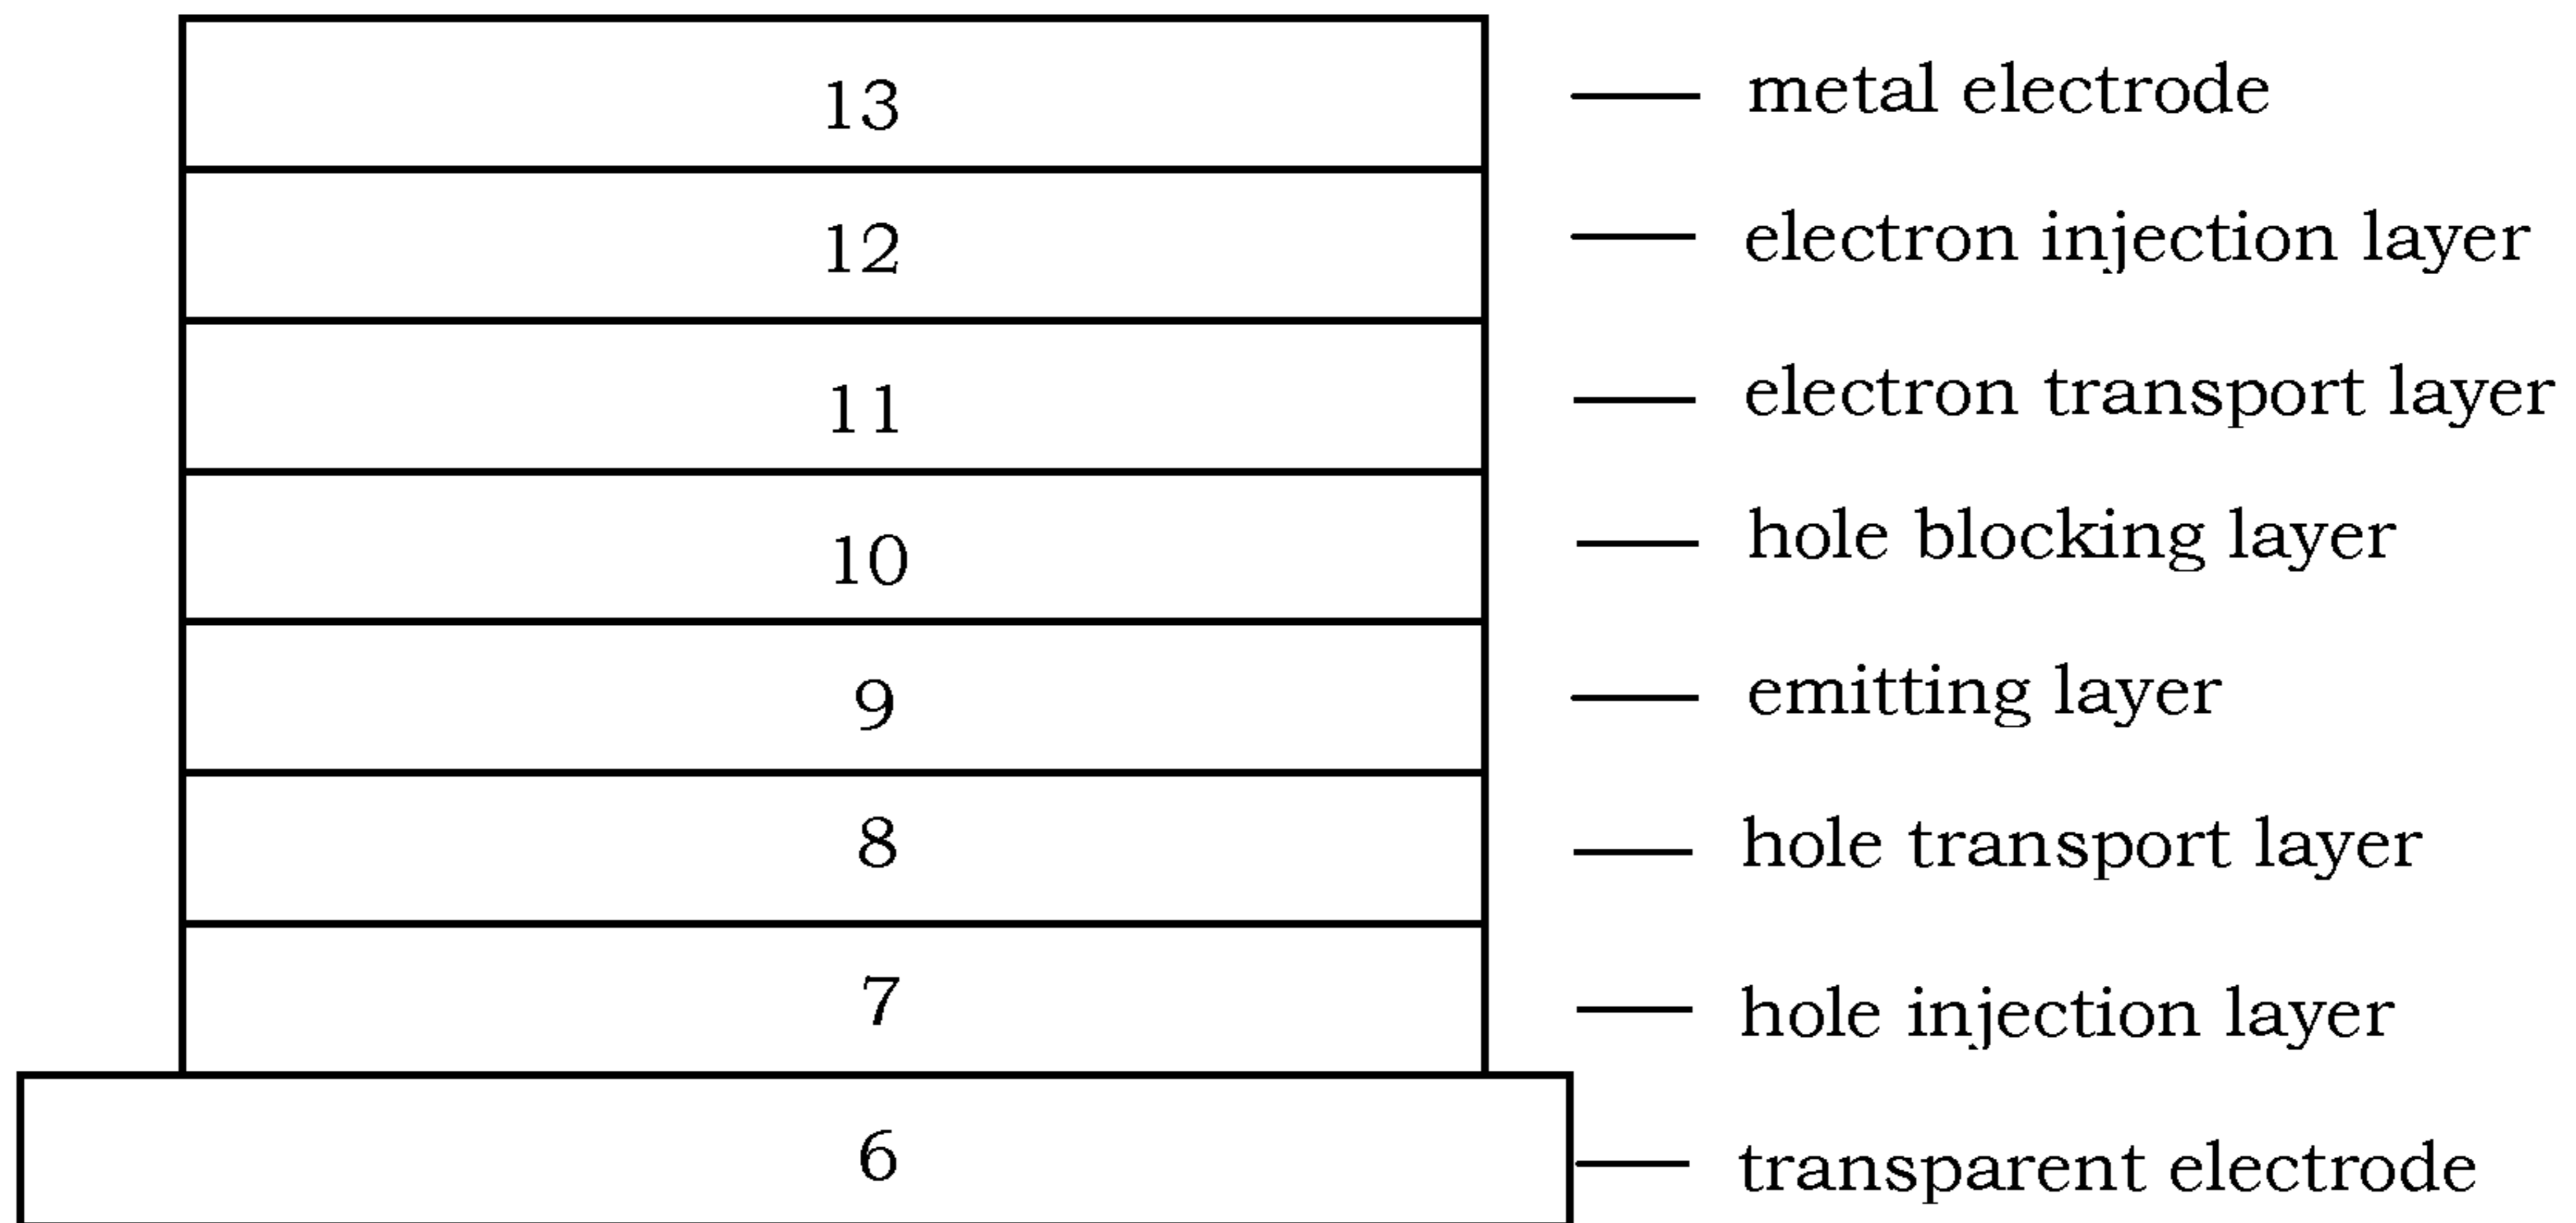 13 metal electrode
12 electron injection layer
11 electron transport layer
10 hole blocking layer
9 emitting layer
8 hole transport layer
7 hole injection layer
6 transparent electrode